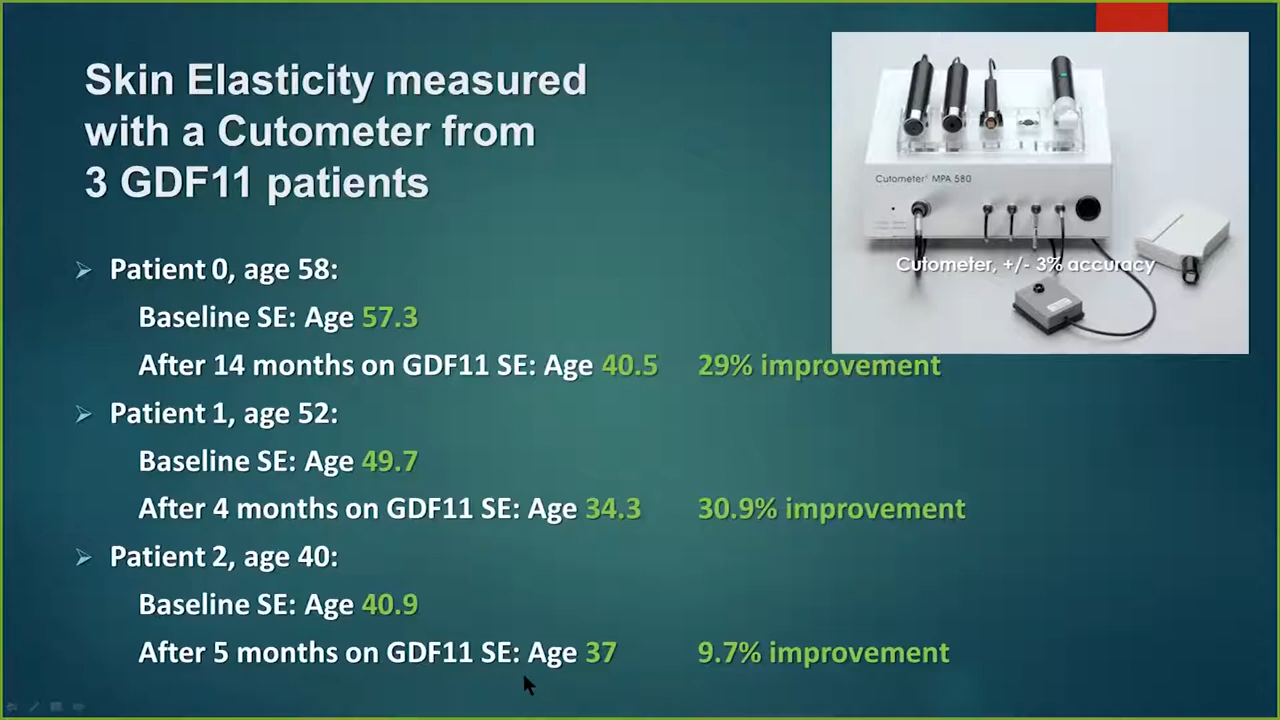 Skin Elasticity measured
with a Cutometer from
3 GDF11 patients
Cutometer® MPA 580
Cutometer, +/- 3% accuracy
Patient 0, age 58:
Baseline SE: Age 57.3
After 14 months on GDF11 SE: Age 40.5 29% improvement
Patient 1, age 52:
Baseline SE: Age 49.7
After 4 months on GDF11 SE: Age 34.3 30.9% improvement
Patient 2, age 40:
Baseline SE: Age 40.9
After 5 months on GDF11 SE: Age 37 9.7% improvement